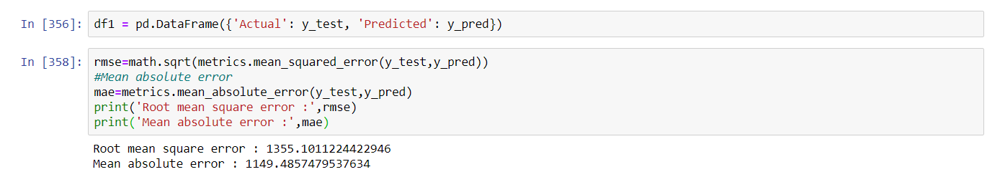 In [356]: df1 = pd.DataFrame({'Actual': y_test, 'Predicted': y_pred})
In [358]: rmse=math.sqrt(metrics.mean_squared_error(y_test,y_pred))
#Mean absolute error
mae=metrics.mean_absolute_error(y_test,y_pred)
print('Root mean square error :',rmse)
print('Mean absolute error :',mae)
Root mean square error : 1355.1011224422946
Mean absolute error : 1149.4857479537634